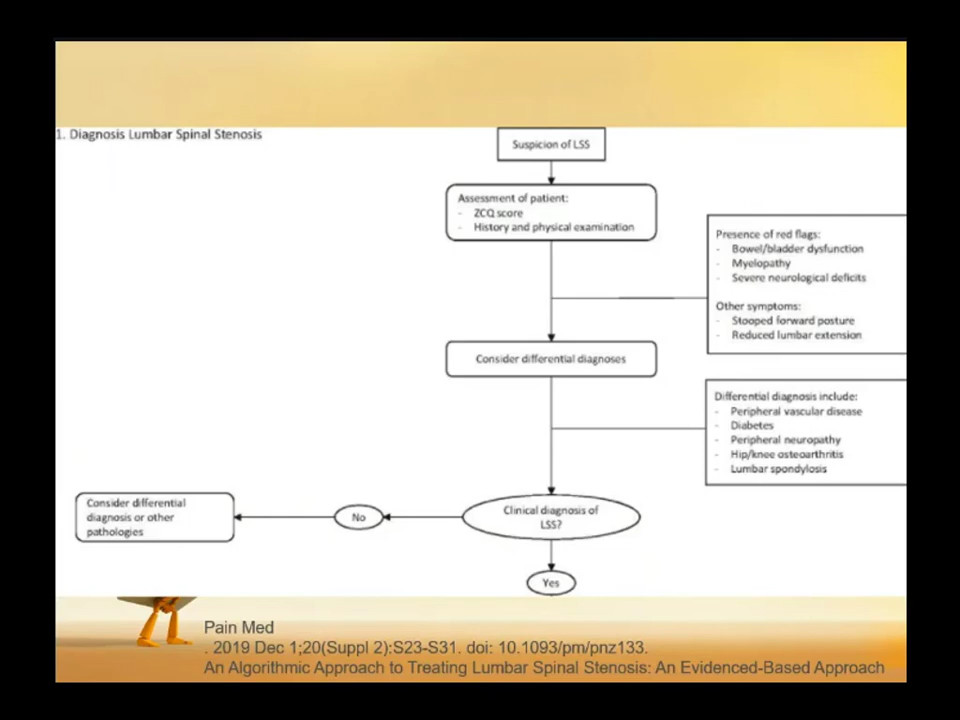 1. Diagnosis Lumbar Spinal Stenosis
Suspicion of LSS
Assessment of patient:
- ZCQ score
- History and physical examination
Presence of red flags:
- Bowel/bladder dysfunction
- Myelopathy
- Severe neurological deficits
Other symptoms:
- Stooped forward posture
- Reduced lumbar extension
Consider differential diagnoses
Differential diagnosis include:
- Peripheral vascular disease
- Diabetes
- Peripheral neuropathy
- Hip/knee osteoarthritis
- Lumbar spondylosis
Clinical diagnosis of
LSS?
No
Consider differential
diagnosis or other
pathologies
Yes
Pain Med
. 2019 Dec 1;20(Suppl 2):S23-S31. doi: 10.1093/pm/pnz133.
An Algorithmic Approach to Treating Lumbar Spinal Stenosis: An Evidenced-Based Approach